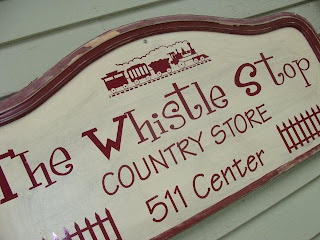 The Whistle Stop
COUNTRY STORE
511 Center